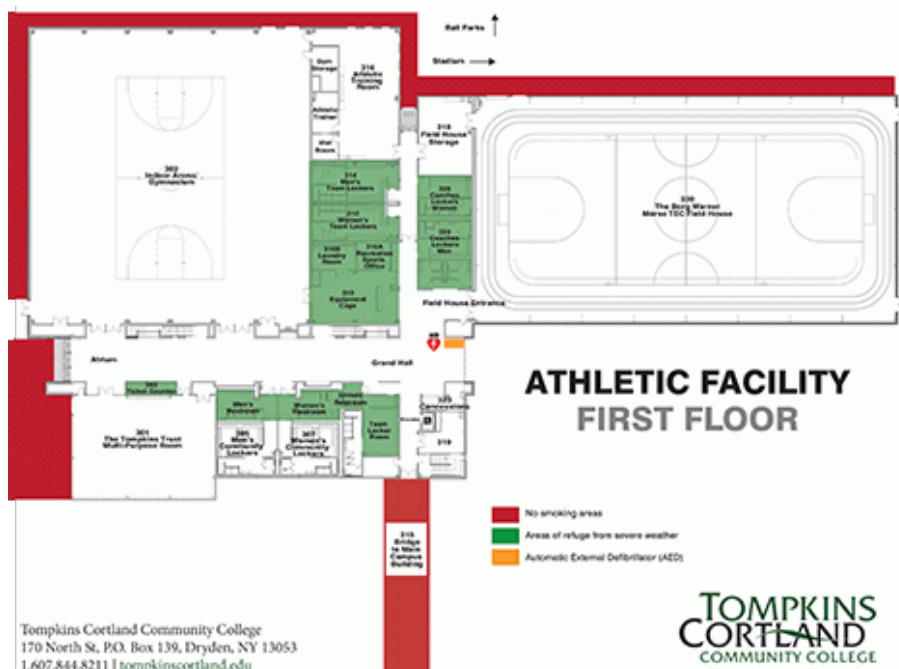 Ball Parks
Stadium
Gym
Storage
316
Athletic
Training
Room
Athletic
Trainer
Wet
Room
318
Field House
Storage
302
Indoor Arena/
Gymnasium
314
Men's
Team Lockers
312
Women's
Team Lockers
310B
Laundry
Room
310A
Recreation
Sports
Office
310
Equipment
Cage
Coaches
Lockers
Women
324
Coaches
Lockers
Men
330
The Borg Warner
Morse TEC Field House
Field House Entrance
Atrium
Grand Hall
Ticket Counter
Men's
Restroom
Women's
Restroom
Restroom
Team
Locker
Room
Concessions
319
301
The Tompkins Trust
Multi-Purpose Room
Men's
Community
Lockers
307
Women's
Community
Lockers
315
Bridge
to Main
Campus
Building
ATHLETIC FACILITY
FIRST FLOOR
No smoking areas
Areas of refuge from severe weather
Automatic External Defibrillator (AED)
Tompkins Cortland Community College
170 North St, P.O. Box 139, Dryden, NY 13053
1.607.844.8211 | tompkinscortland.edu
TOMPKINS
CORTLAND
COMMUNITY COLLEGE